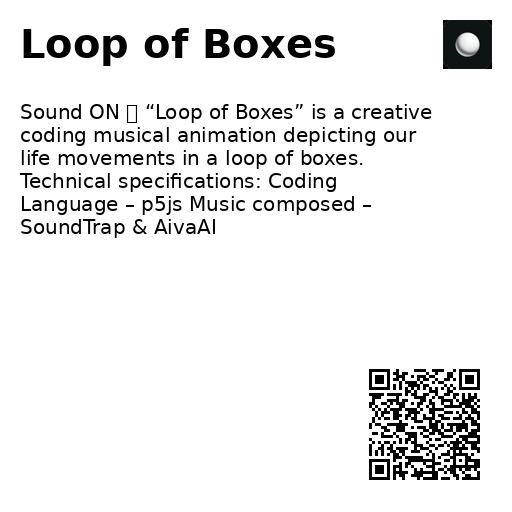 Loop of Boxes
Sound ON ▯ “Loop of Boxes” is a creative
coding musical animation depicting our
life movements in a loop of boxes.
Technical specifications: Coding
Language – p5js Music composed –
SoundTrap & AivaAI